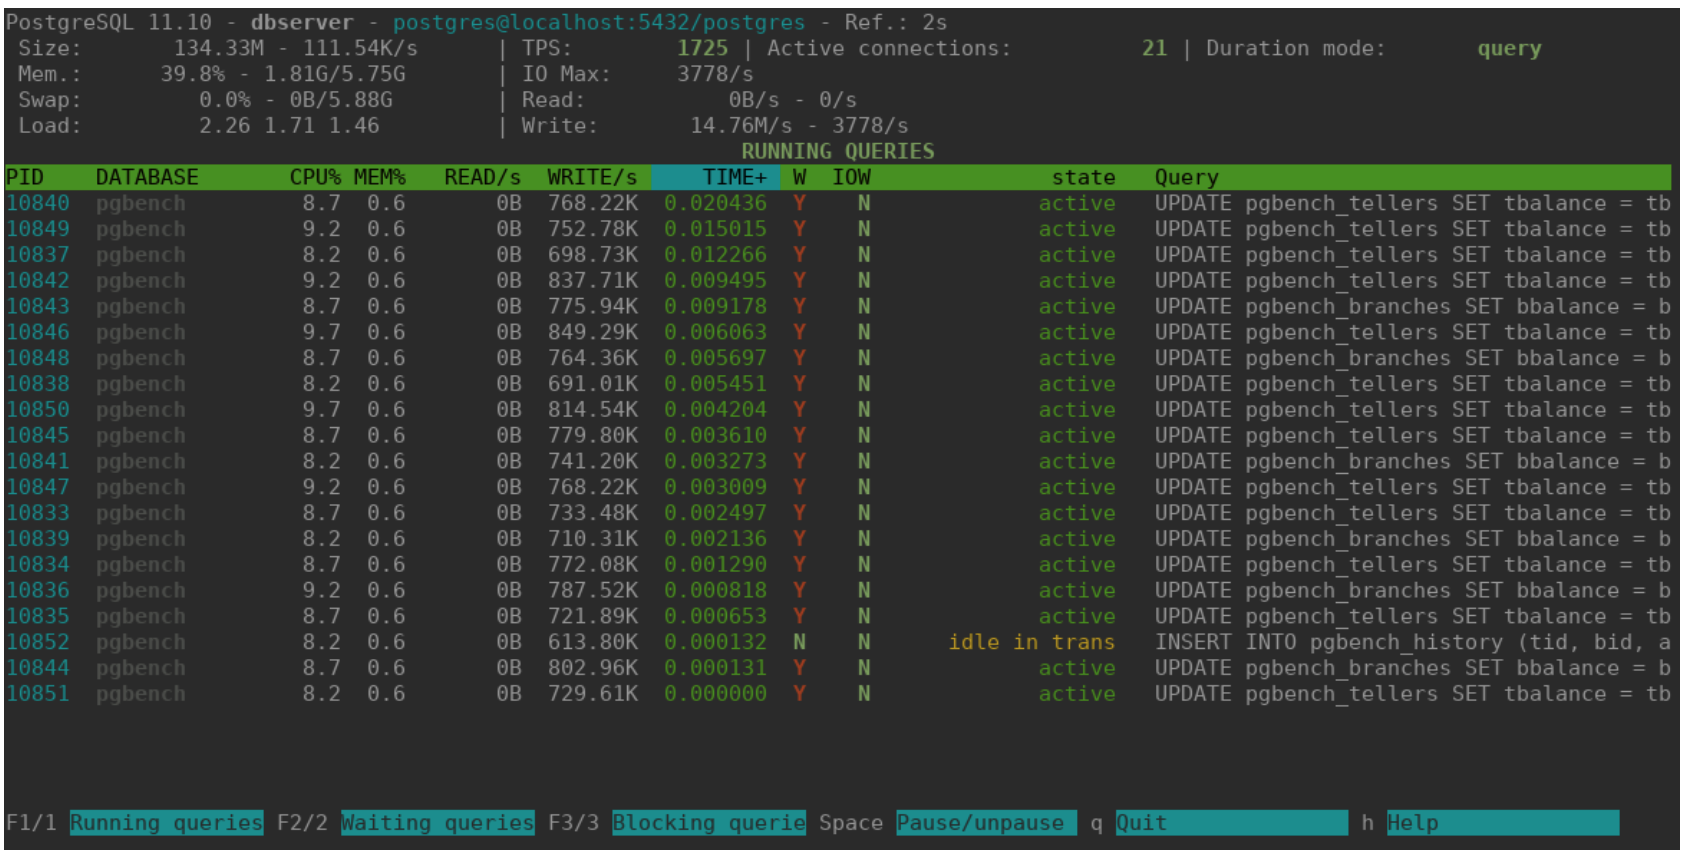 PostgreSQL 11.10 - dbserver - postgres@localhost:5432/postgres - Ref.: 2s
Size: 134.33M - 111.54K/s | TPS: 1725 | Active connections: 21 | Duration mode: query
Mem.: 39.8% - 1.81G/5.75G | IO Max: 3778/s
Swap: 0.0% - 0B/5.88G | Read: 0B/s - 0/s
Load: 2.26 1.71 1.46 | Write: 14.76M/s - 3778/s
RUNNING QUERIES
PID DATABASE CPU% MEM% READ/s WRITE/s TIME+ W IOW state Query
10840 pgbench 8.7 0.6 0B 768.22K 0.020436 Y N active UPDATE pgbench_tellers SET tbalance = tb
10849 pgbench 9.2 0.6 0B 752.78K 0.015015 Y N active UPDATE pgbench_tellers SET tbalance = tb
10837 pgbench 8.2 0.6 0B 698.73K 0.012266 Y N active UPDATE pgbench_tellers SET tbalance = tb
10842 pgbench 9.2 0.6 0B 837.71K 0.009495 Y N active UPDATE pgbench_tellers SET tbalance = tb
10843 pgbench 8.7 0.6 0B 775.94K 0.009178 Y N active UPDATE pgbench_branches SET bbalance = b
10846 pgbench 9.7 0.6 0B 849.29K 0.006063 Y N active UPDATE pgbench_tellers SET tbalance = tb
10848 pgbench 8.7 0.6 0B 764.36K 0.005697 Y N active UPDATE pgbench_branches SET bbalance = b
10838 pgbench 8.2 0.6 0B 691.01K 0.005451 Y N active UPDATE pgbench_tellers SET tbalance = tb
10850 pgbench 9.7 0.6 0B 814.54K 0.004204 Y N active UPDATE pgbench_tellers SET tbalance = tb
10845 pgbench 8.7 0.6 0B 779.80K 0.003610 Y N active UPDATE pgbench_tellers SET tbalance = tb
10841 pgbench 8.2 0.6 0B 741.20K 0.003273 Y N active UPDATE pgbench_branches SET bbalance = b
10847 pgbench 9.2 0.6 0B 768.22K 0.003009 Y N active UPDATE pgbench_tellers SET tbalance = tb
10833 pgbench 8.7 0.6 0B 733.48K 0.002497 Y N active UPDATE pgbench_tellers SET tbalance = tb
10839 pgbench 8.2 0.6 0B 710.31K 0.002136 Y N active UPDATE pgbench_branches SET bbalance = b
10834 pgbench 8.7 0.6 0B 772.08K 0.001290 Y N active UPDATE pgbench_tellers SET tbalance = tb
10836 pgbench 9.2 0.6 0B 787.52K 0.000818 Y N active UPDATE pgbench_branches SET bbalance = b
10835 pgbench 8.7 0.6 0B 721.89K 0.000653 Y N active UPDATE pgbench_tellers SET tbalance = tb
10852 pgbench 8.2 0.6 0B 613.80K 0.000132 N N idle in trans INSERT INTO pgbench_history (tid, bid, a
10844 pgbench 8.7 0.6 0B 802.96K 0.000131 Y N active UPDATE pgbench_branches SET bbalance = b
10851 pgbench 8.2 0.6 0B 729.61K 0.000000 Y N active UPDATE pgbench_tellers SET tbalance = tb
F1/1 Running queries F2/2 Waiting queries F3/3 Blocking querie Space Pause/unpause q Quit h Help